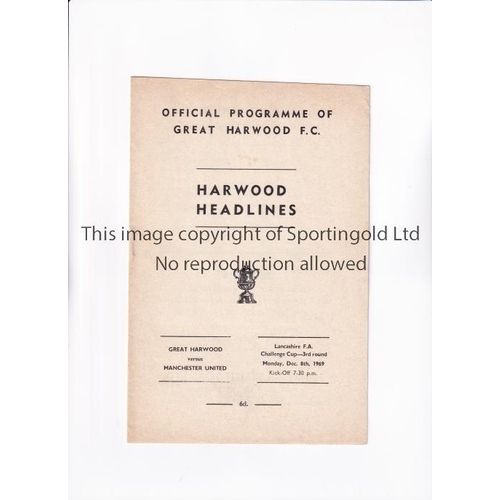 OFFICIAL PROGRAMME OF
GREAT HARWOOD F.C.
HARWOOD
HEADLINES
This image copyright of Sportingold Ltd
No reproduction allowed
GREAT HARWOOD
versus
MANCHESTER UNITED
Lancashire F.A.
Challenge Cup—3rd round
Monday, Dec. 8th, 1969
Kick-Off 7-30 p.m.
6d.